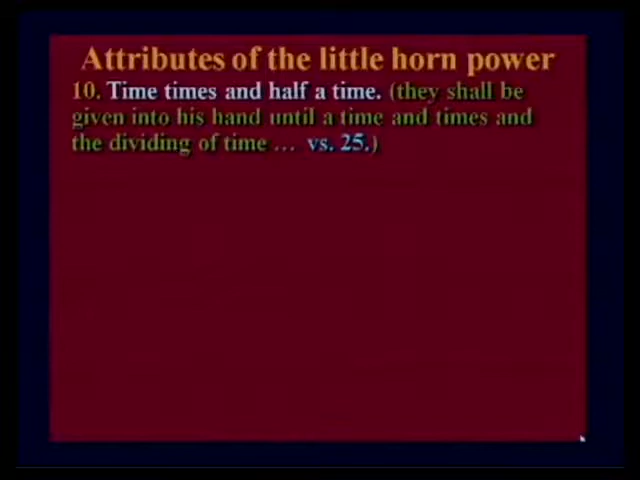 Attributes of the little horn power
10. Time times and half a time. (they shall be
given into his hand until a time and times and
the dividing of time ... vs. 25.)